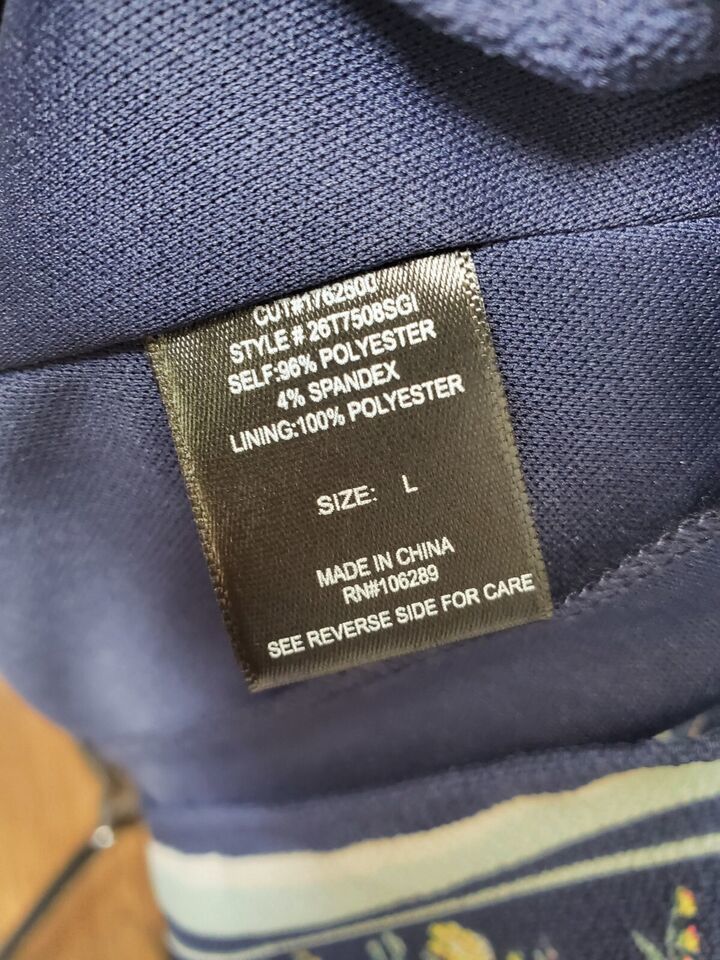 CUT#1762600
STYLE # 26T7508SGI
SELF:96% POLYESTER
4% SPANDEX
LINING:100% POLYESTER
SIZE: L
MADE IN CHINA
RN#106289
SEE REVERSE SIDE FOR CARE